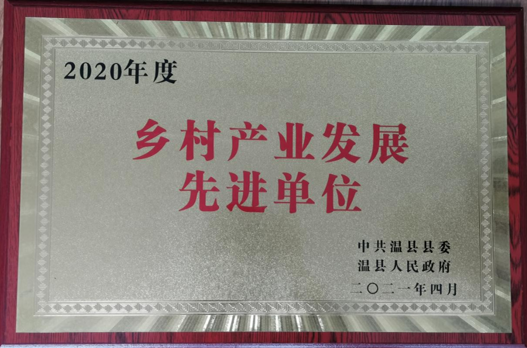 2020年度
乡村产业发展
先进单位
中共温县县委
温县人民政府
二〇二一年四月